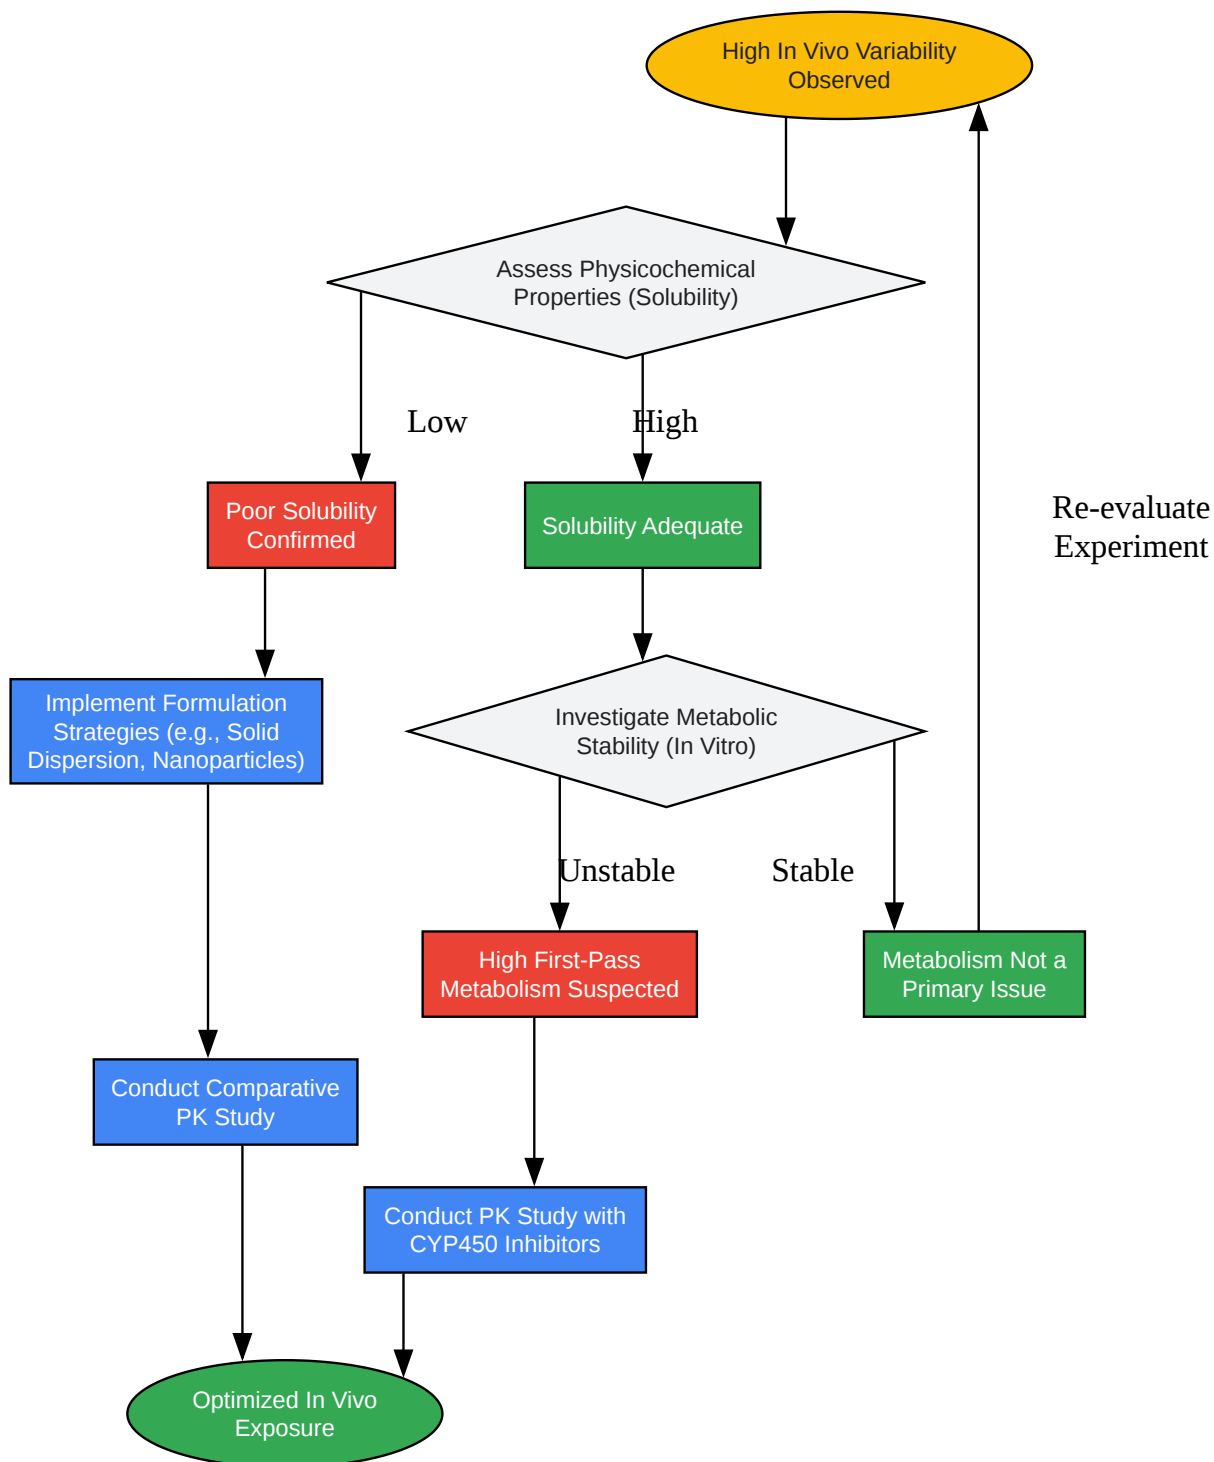 High In Vivo Variability
Observed
Assess Physicochemical
Properties (Solubility)
Low
High
Poor Solubility
Confirmed
Solubility Adequate
Re-evaluate
Experiment
Implement Formulation
Strategies (e.g., Solid
Dispersion, Nanoparticles)
Investigate Metabolic
Stability (In Vitro)
Unstable
Stable
High First-Pass
Metabolism Suspected
Metabolism Not a
Primary Issue
Conduct Comparative
PK Study
Conduct PK Study with
CYP450 Inhibitors
Optimized In Vivo
Exposure